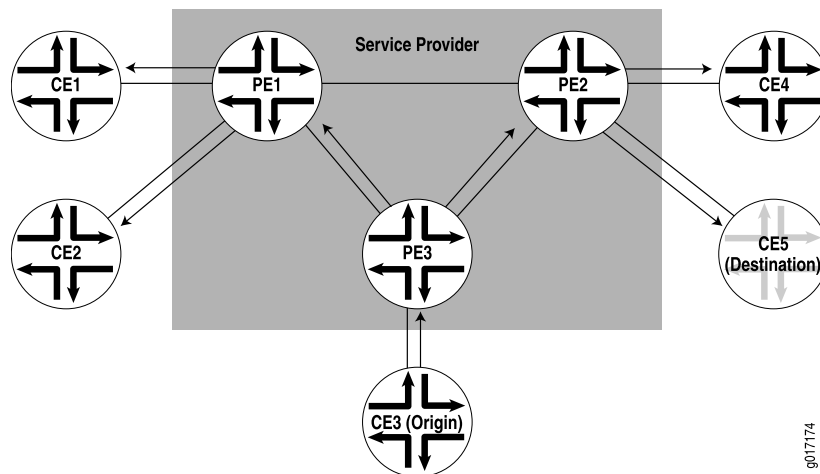 Service Provider
CE1
PE1
PE2
CE4
CE2
PE3
CE5
(Destination)
CE3 (Origin)
g017174